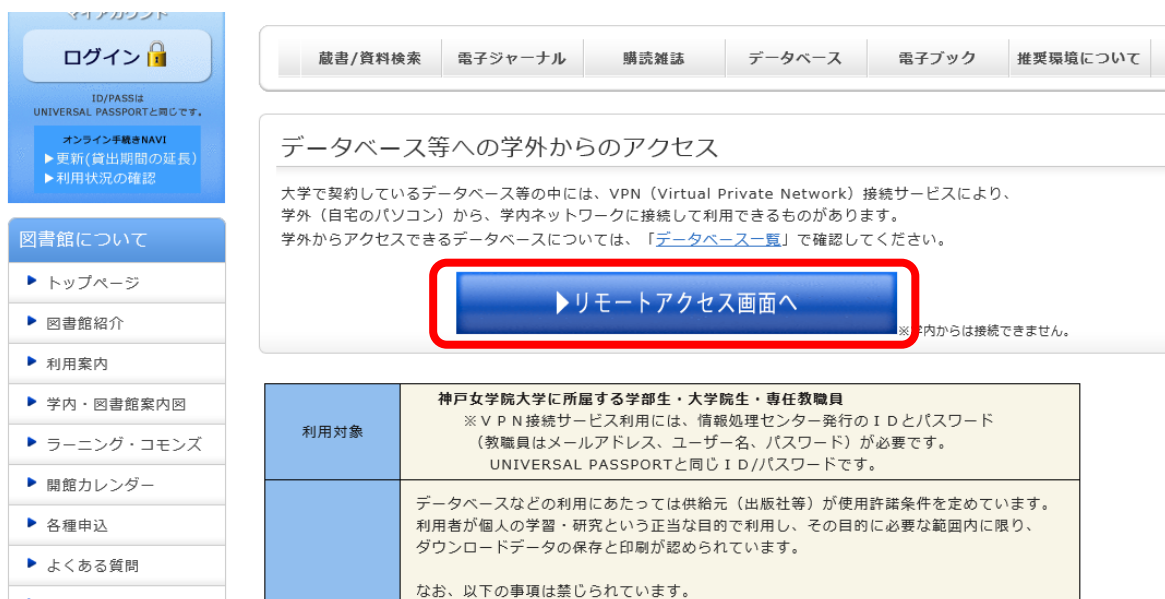 マイアカウント
ログイン
ID/PASSは
UNIVERSAL PASSPORTと同じです。
オンライン手続きNAVI
▶更新(貸出期間の延長)
▶利用状況の確認
図書館について
トップページ
図書館紹介
利用案内
学内・図書館案内図
ラーニング・コモンズ
開館カレンダー
各種申込
よくある質問
蔵書/資料検索 電子ジャーナル 購読雑誌 データベース 電子ブック 推奨環境について
データベース等への学外からのアクセス
大学で契約しているデータベース等の中には、VPN（Virtual Private Network）接続サービスにより、
学外（自宅のパソコン）から、学内ネットワークに接続して利用できるものがあります。
学外からアクセスできるデータベースについては、「データベース一覧」で確認してください。
▶リモートアクセス画面へ
※学内からは接続できません。
利用対象
神戸女学院大学に所属する学部生・大学院生・専任教職員
※ＶＰＮ接続サービス利用には、情報処理センター発行のＩＤとパスワード
（教職員はメールアドレス、ユーザー名、パスワード）が必要です。
UNIVERSAL PASSPORTと同じＩＤ/パスワードです。
データベースなどの利用にあたっては供給元（出版社等）が使用許諾条件を定めています。
利用者が個人の学習・研究という正当な目的で利用し、その目的に必要な範囲内に限り、
ダウンロードデータの保存と印刷が認められています。
なお、以下の事項は禁じられています。